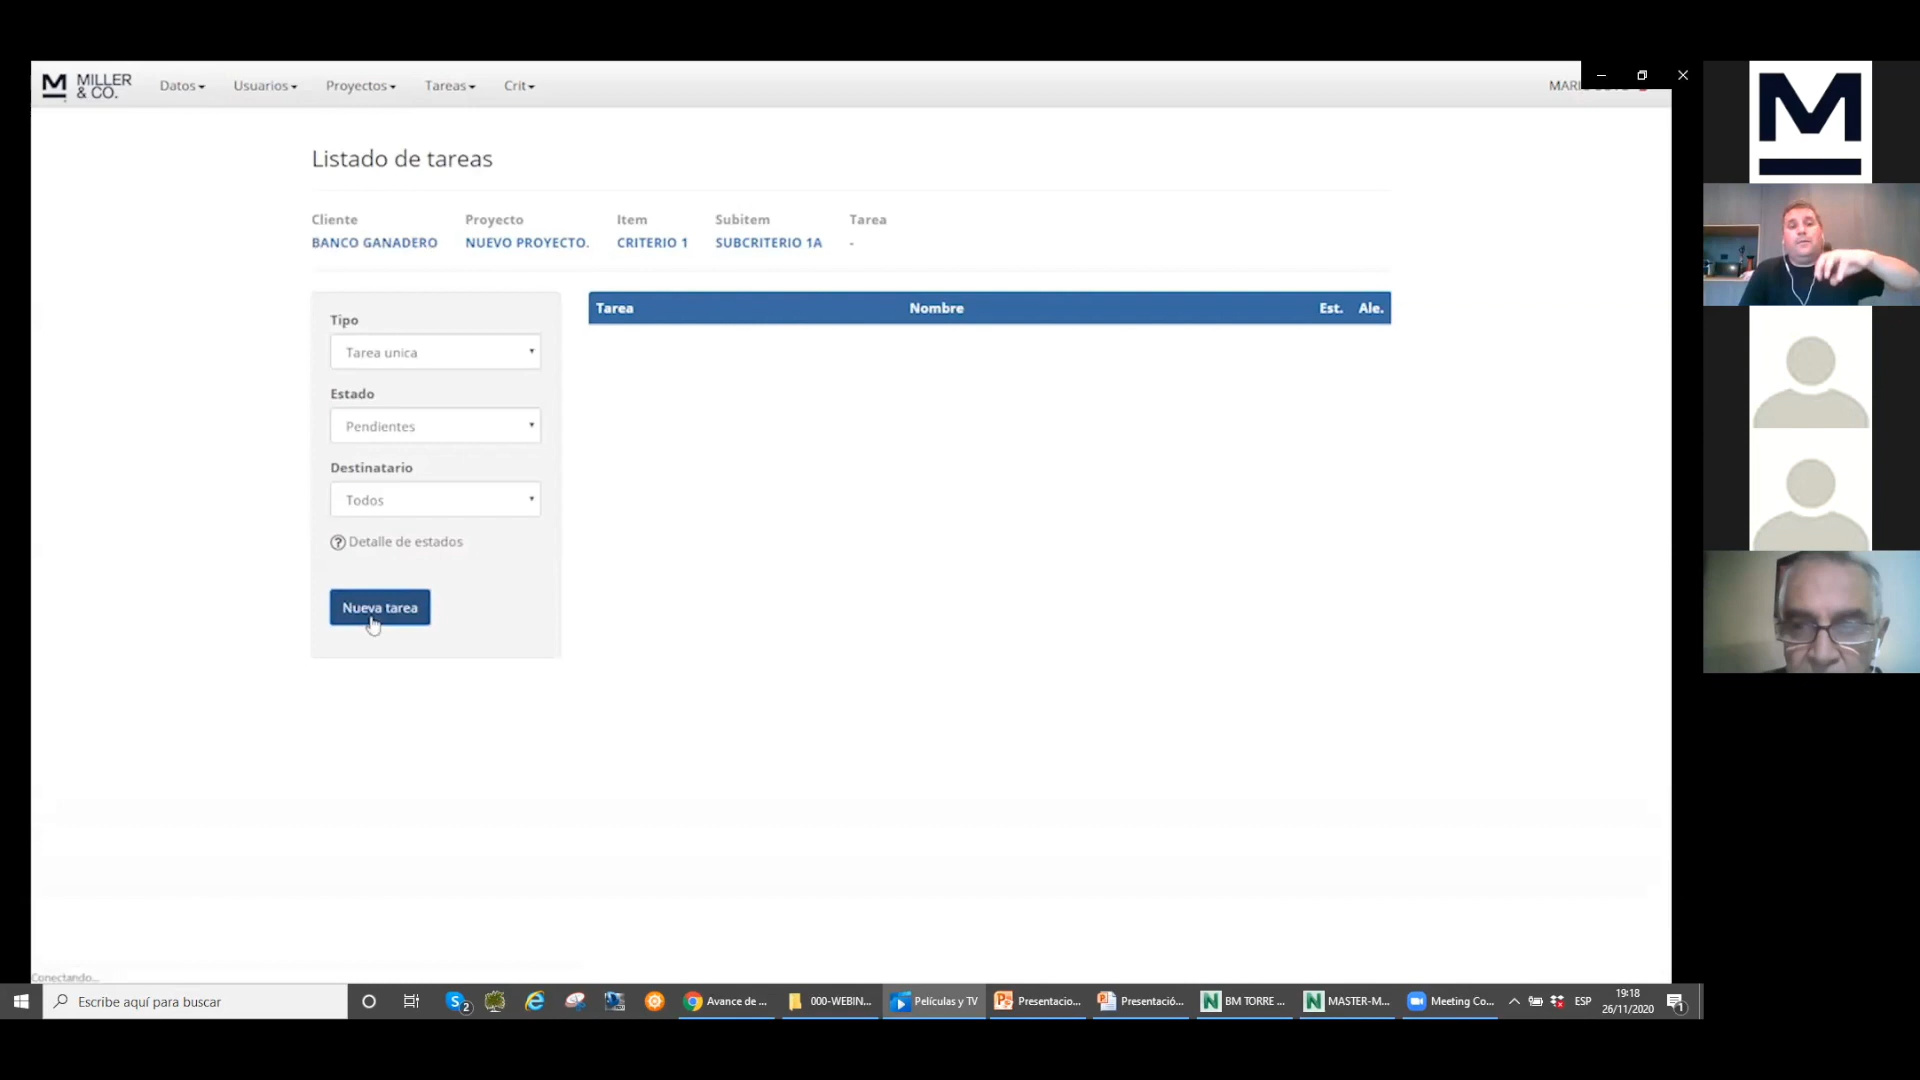 M MILLER & CO.
Datos
Usuarios
Proyectos
Tareas
Crit
Listado de tareas
Cliente Proyecto Item Subitem Tarea
BANCO GANADERO NUEVO PROYECTO. CRITERIO 1 SUBCRITERIO 1A -
Tipo
Tarea unica
Estado
Pendientes
Destinatario
Todos
? Detalle de estados
Nueva tarea
Tarea Nombre Est. Ale.
M
Conectando...
Escribe aquí para buscar
2
Avance de ...
000-WEBIN...
Películas y TV
Presentacio...
Presentació...
BM TORRE ...
MASTER-M...
Meeting Co...
ESP
19:18
26/11/2020
1